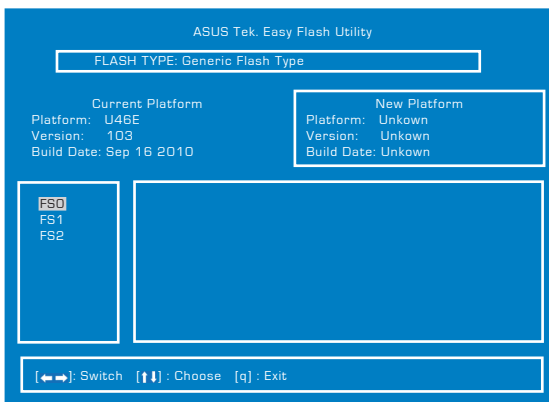 ASUS Tek. Easy Flash Utility
FLASH TYPE: Generic Flash Type
Current Platform
Platform: U46E
Version: 103
Build Date: Sep 16 2010
New Platform
Platform: Unkown
Version: Unkown
Build Date: Unkown
FS0
FS1
FS2
[←→]: Switch [↑↓] : Choose [q] : Exit